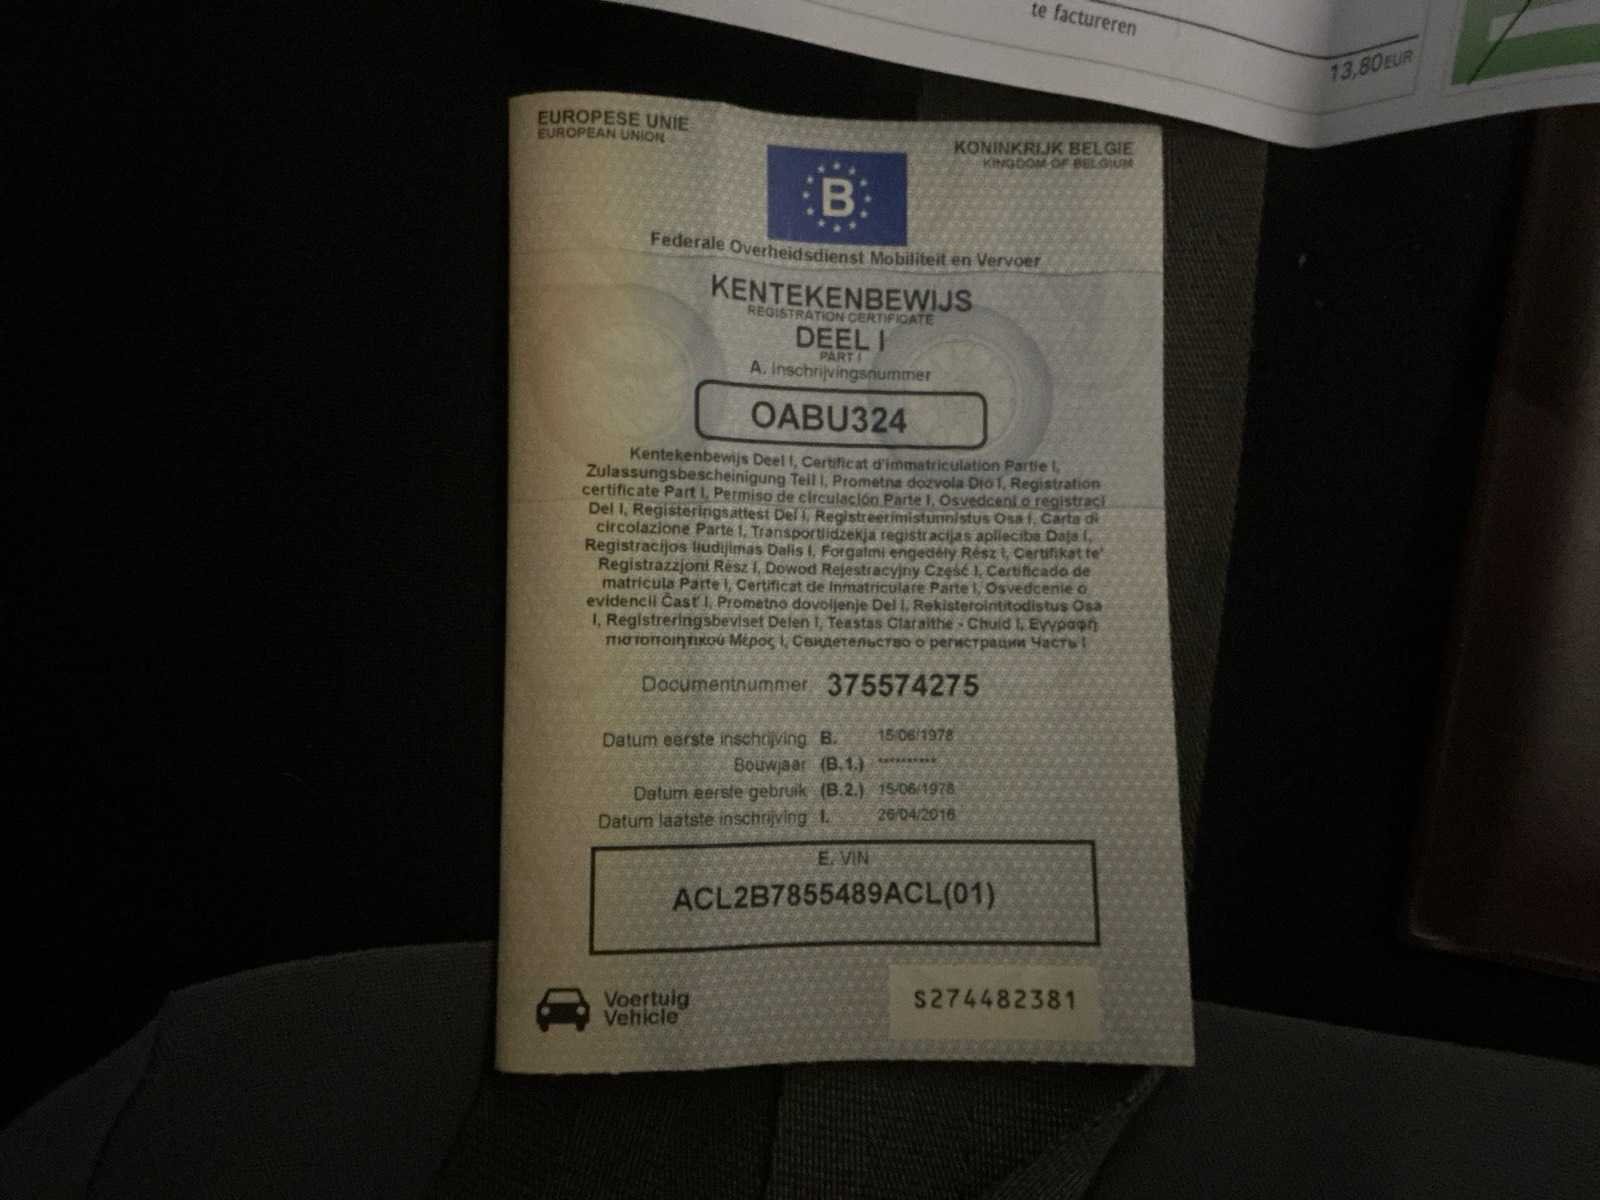 te factureren
13,80EUR
EUROPESE UNIE
EUROPEAN UNION
KONINKRIJK BELGIE
KINGDOM OF BELGIUM
B
Federale Overheidsdienst Mobiliteit en Vervoer
KENTEKENBEWIJS
REGISTRATION CERTIFICATE
DEEL I
PART I
A. Inschrijvingsnummer
OABU324
Kentekenbewijs Deel I, Certificat d'immatriculation Partie I,
Zulassungsbescheinigung Teil I, Prometna dozvola Dio I, Registration
certificate Part I, Permiso de circulación Parte I, Osvedceni o registraci
Del I, Registeringsattest Del I, Registreerimistunnistus Osa I, Carta di
circolazione Parte I, Transportlidzekja registracijas aplieciba Daja I,
Registracijos liudijimas Dalis I, Forgalmi engedély Rész I, Certifikat te'
Registrazzjoni Rész I, Dowod Rejestracyjny Część I, Certificado de
matricula Parte I, Certificat de Inmatriculare Parte I, Osvedcenie o
evidencii Časť I, Prometno dovoljenje Del I, Rekisterointitodistus Osa
I, Registreringsbeviset Delen I, Teastas Claraithe - Chuid I, Εγγραφή
πιστοποιητικού Μέρος I, Свидетельство о регистрации Часть I
Documentnummer 375574275
Datum eerste inschrijving B. 15/06/1978
Bouwjaar (B.1.) **********
Datum eerste gebruik (B.2.) 15/06/1978
Datum laatste inschrijving I. 26/04/2016
E. VIN
ACL2B7855489ACL(01)
Voertuig
Vehicle
S274482381